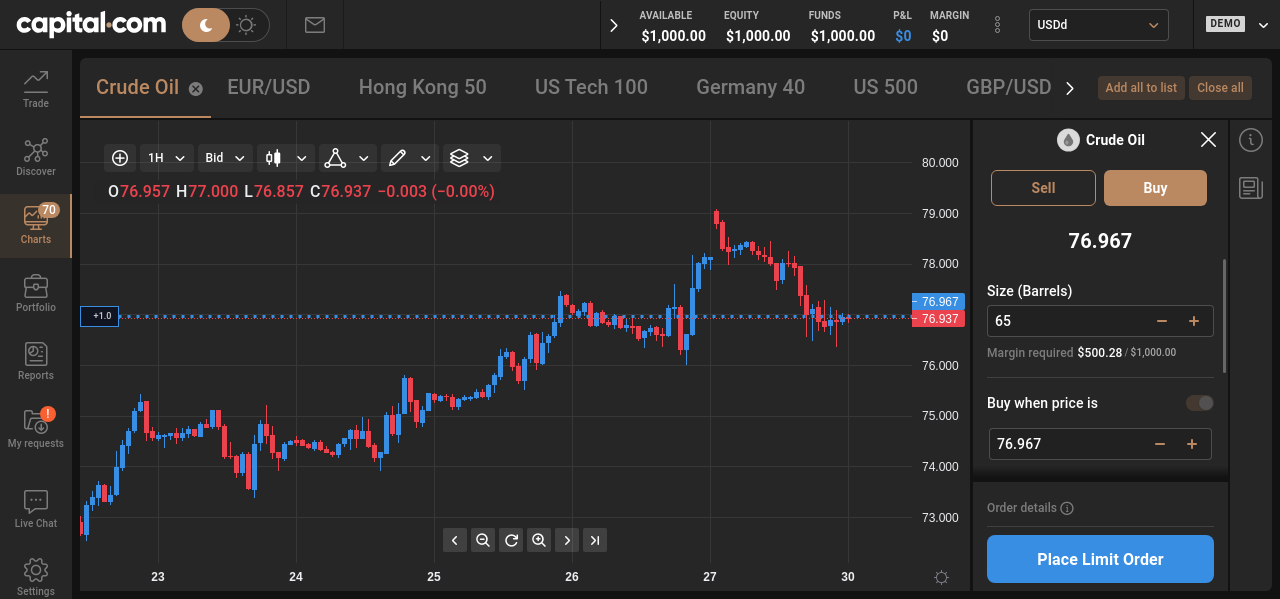 capital.com
AVAILABLE EQUITY FUNDS P&L MARGIN
$1,000.00 $1,000.00 $1,000.00 $0 $0
USDd
DEMO
Trade
Discover
70
Charts
Portfolio
Reports
!
My requests
Live Chat
Settings
Crude Oil EUR/USD Hong Kong 50 US Tech 100 Germany 40 US 500 GBP/USD
Add all to list Close all
1H Bid
O76.957 H77.000 L76.857 C76.937 −0.003 (−0.00%)
+1.0
80.000
79.000
78.000
76.967
76.937
76.000
75.000
74.000
73.000
23 24 25 26 27 30
Crude Oil
Sell Buy
76.967
Size (Barrels)
65
Margin required $500.28 / $1,000.00
Buy when price is
76.967
Order details
Place Limit Order